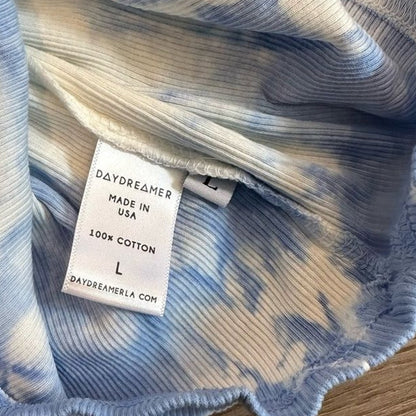 DAYDREAMER
MADE IN
USA
100% COTTON
L
DAYDREAMERLA.COM
L